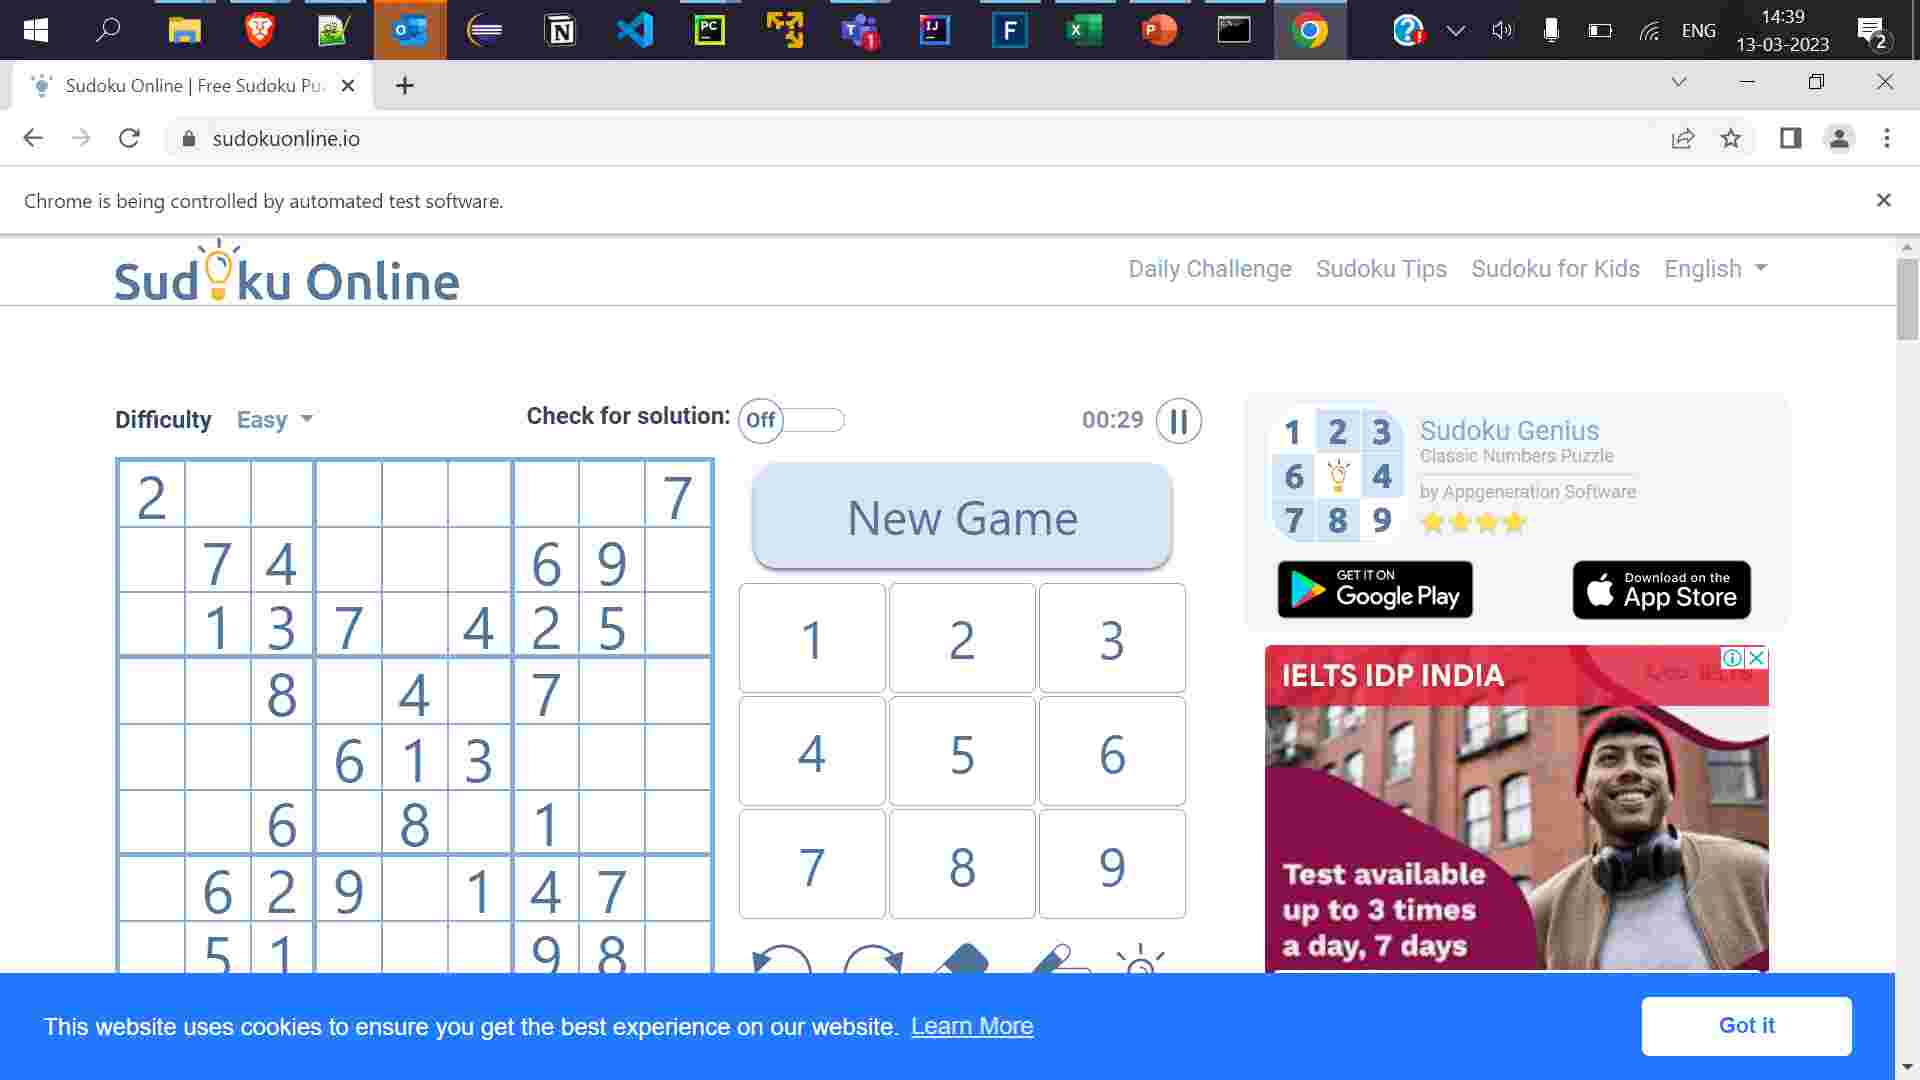 14:39
ENG
13-03-2023
2
Sudoku Online | Free Sudoku Pu
sudokuonline.io
Chrome is being controlled by automated test software.
Sudoku Online
Daily Challenge Sudoku Tips Sudoku for Kids English
Difficulty Easy Check for solution: Off 00:29
2 7
7 4 6 9
1 3 7 4 2 5
8 4 7
6 1 3
6 8 1
6 2 9 1 4 7
5 1 9 8
New Game
1 2 3
4 5 6
7 8 9
1 2 3
6 4
7 8 9
Sudoku Genius
Classic Numbers Puzzle
by Appgeneration Software
GET IT ON
Google Play
Download on the
App Store
IELTS IDP INDIA
Test available
up to 3 times
a day, 7 days
This website uses cookies to ensure you get the best experience on our website. Learn More
Got it